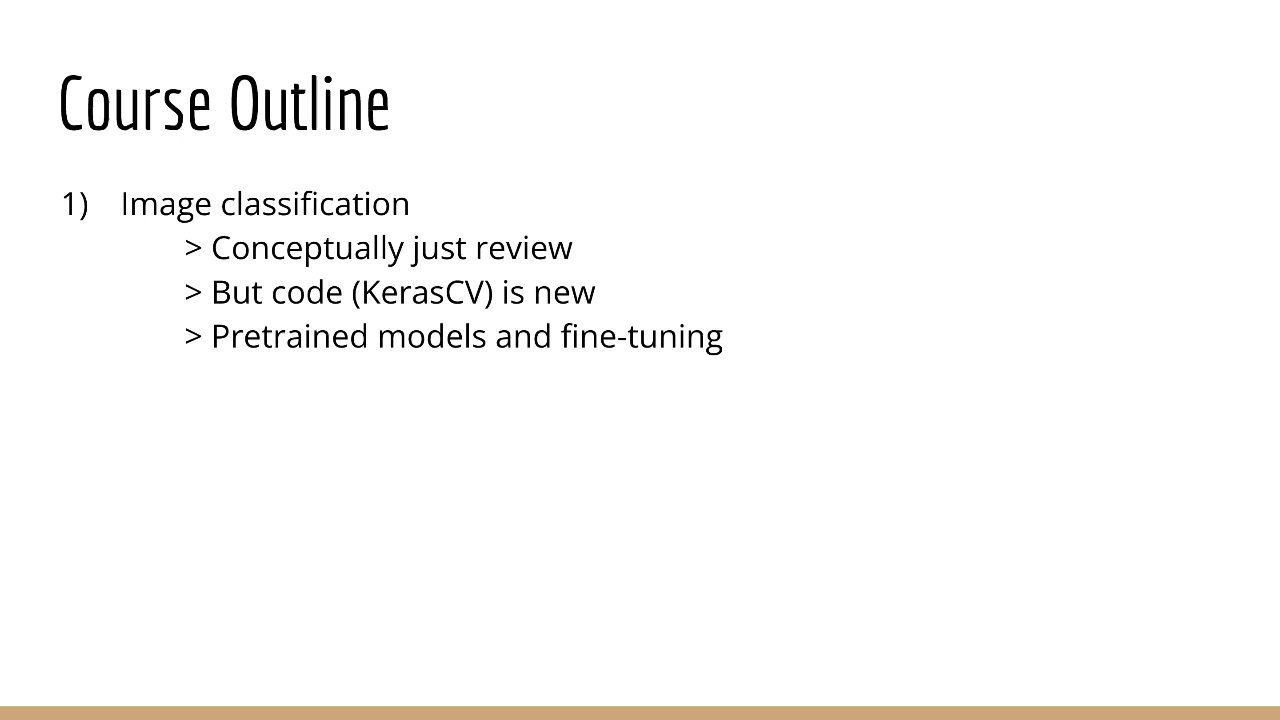 Course Outline
1) Image classification
> Conceptually just review
> But code (KerasCV) is new
> Pretrained models and fine-tuning